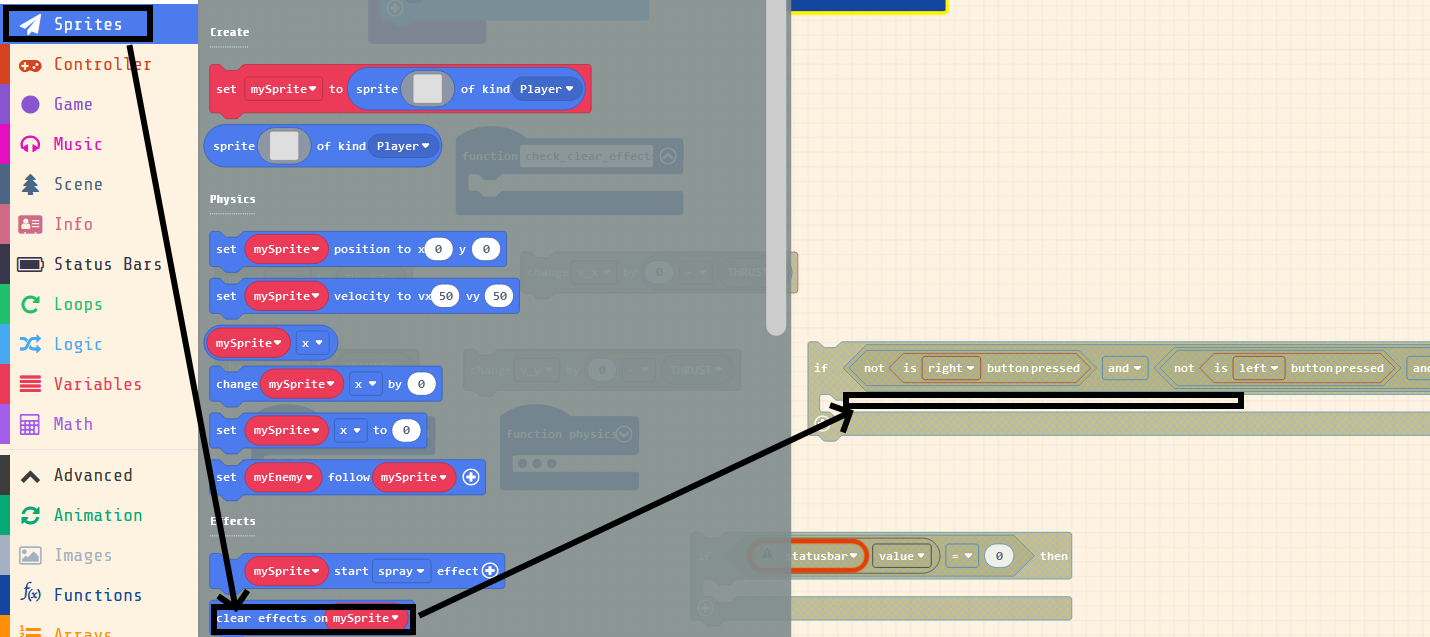 Sprites
Controller
Game
Music
Scene
Info
Status Bars
Loops
Logic
Variables
Math
Advanced
Animation
Images
Functions
Arrays
Create
set mySprite to sprite of kind Player
sprite of kind Player
Physics
set mySprite position to x 0 y 0
set mySprite velocity to vx 50 vy 50
mySprite x
change mySprite x by 0
set mySprite x to 0
set myEnemy follow mySprite
Effects
mySprite start spray effect
clear effects on mySprite
function check_clear_effect
change v_x by 0 - THRUST
change v_y by 0 - THRUST
function physics
if not is right button pressed and not is left button pressed and
if statusbar value = 0 then